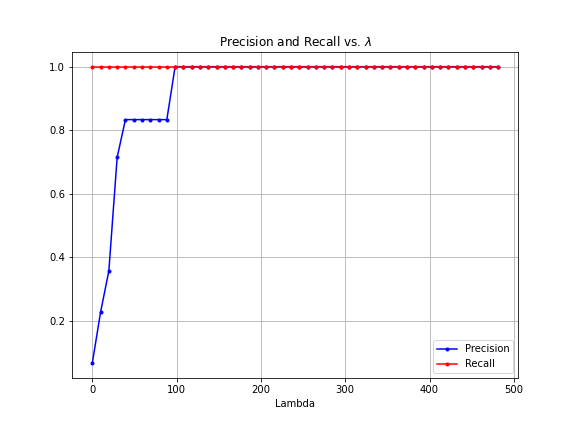 Precision and Recall vs. λ
1.0
0.8
0.6
0.4
0.2
0 100 200 300 400 500
Lambda
Precision
Recall